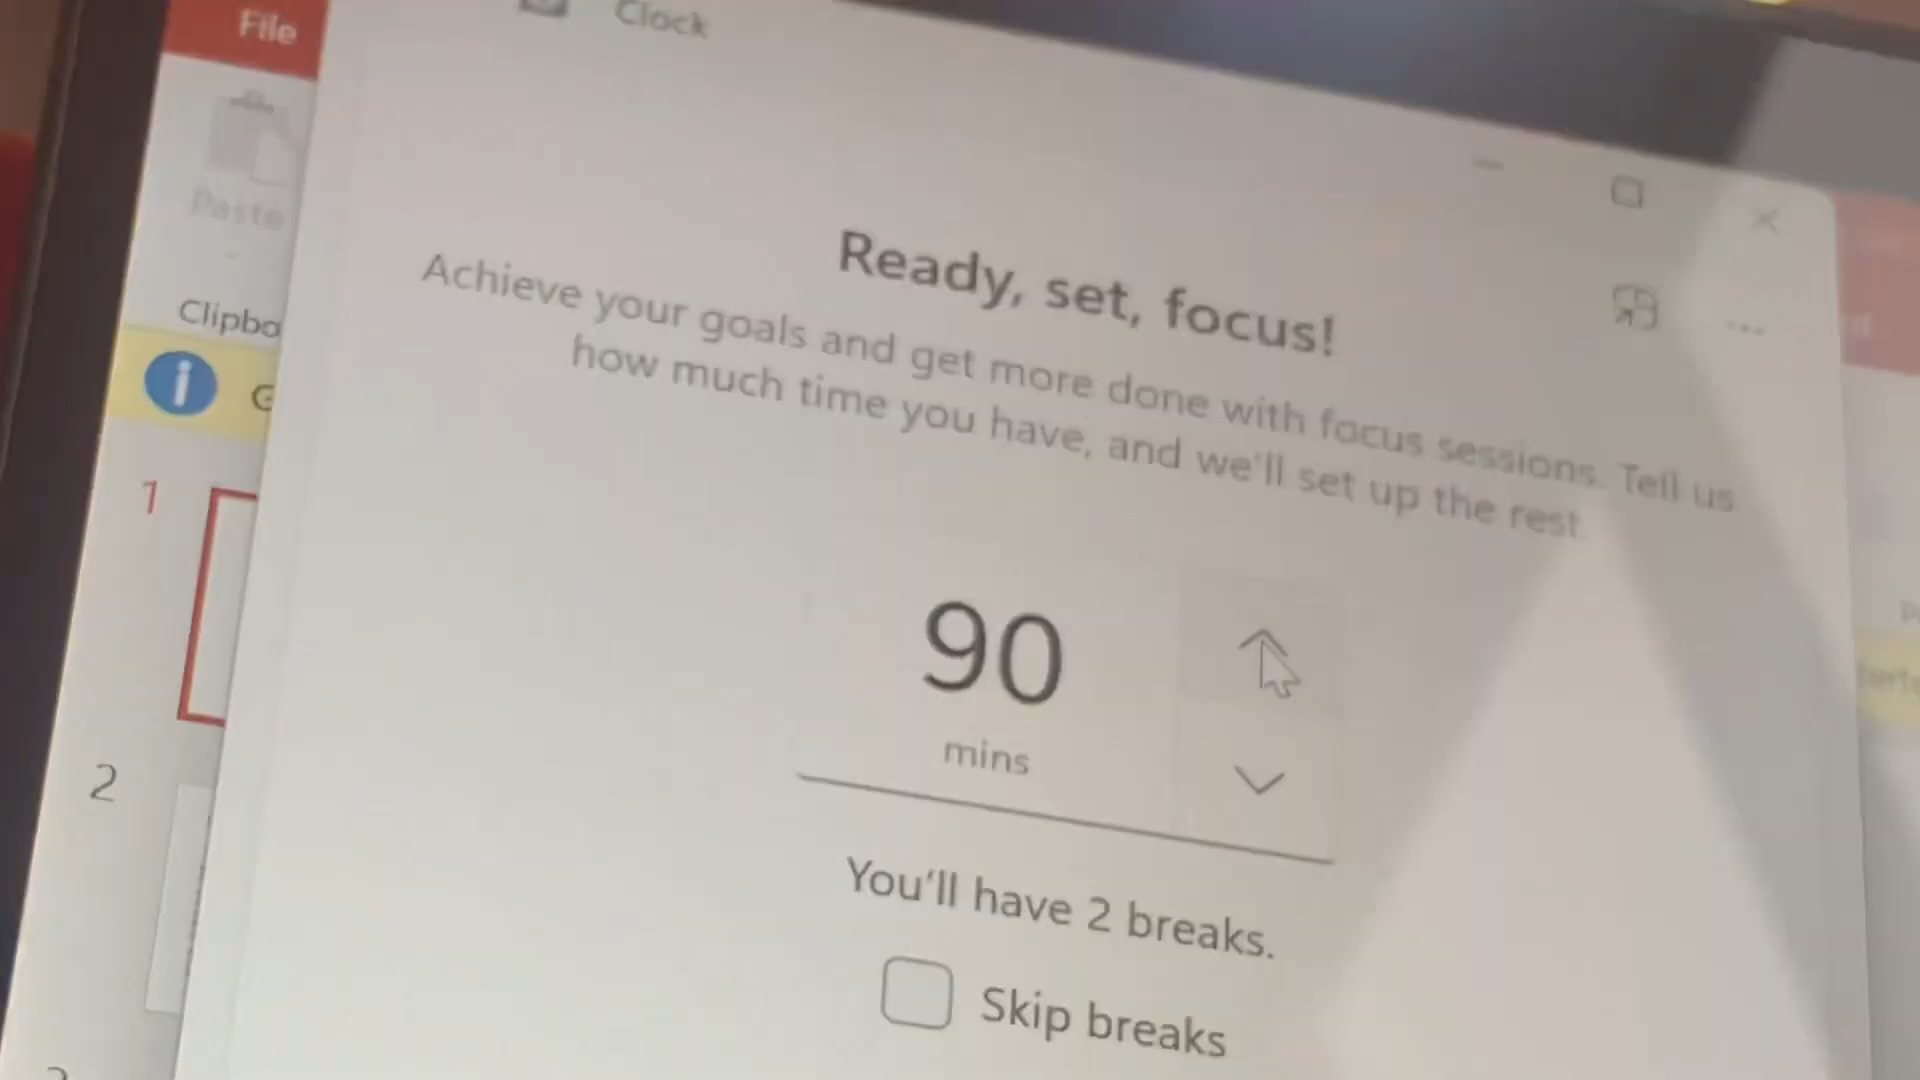 File
Clock
Paste
Clipbo
G
1
2
Ready, set, focus!
Achieve your goals and get more done with focus sessions. Tell us
how much time you have, and we'll set up the rest.
90
mins
You'll have 2 breaks.
Skip breaks